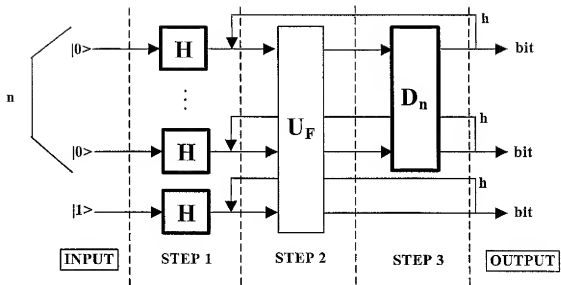 h
|0> H bit
n
...
h
U_F D_n
|0> H bit
h
|1> H bit
INPUT STEP 1 STEP 2 STEP 3 OUTPUT